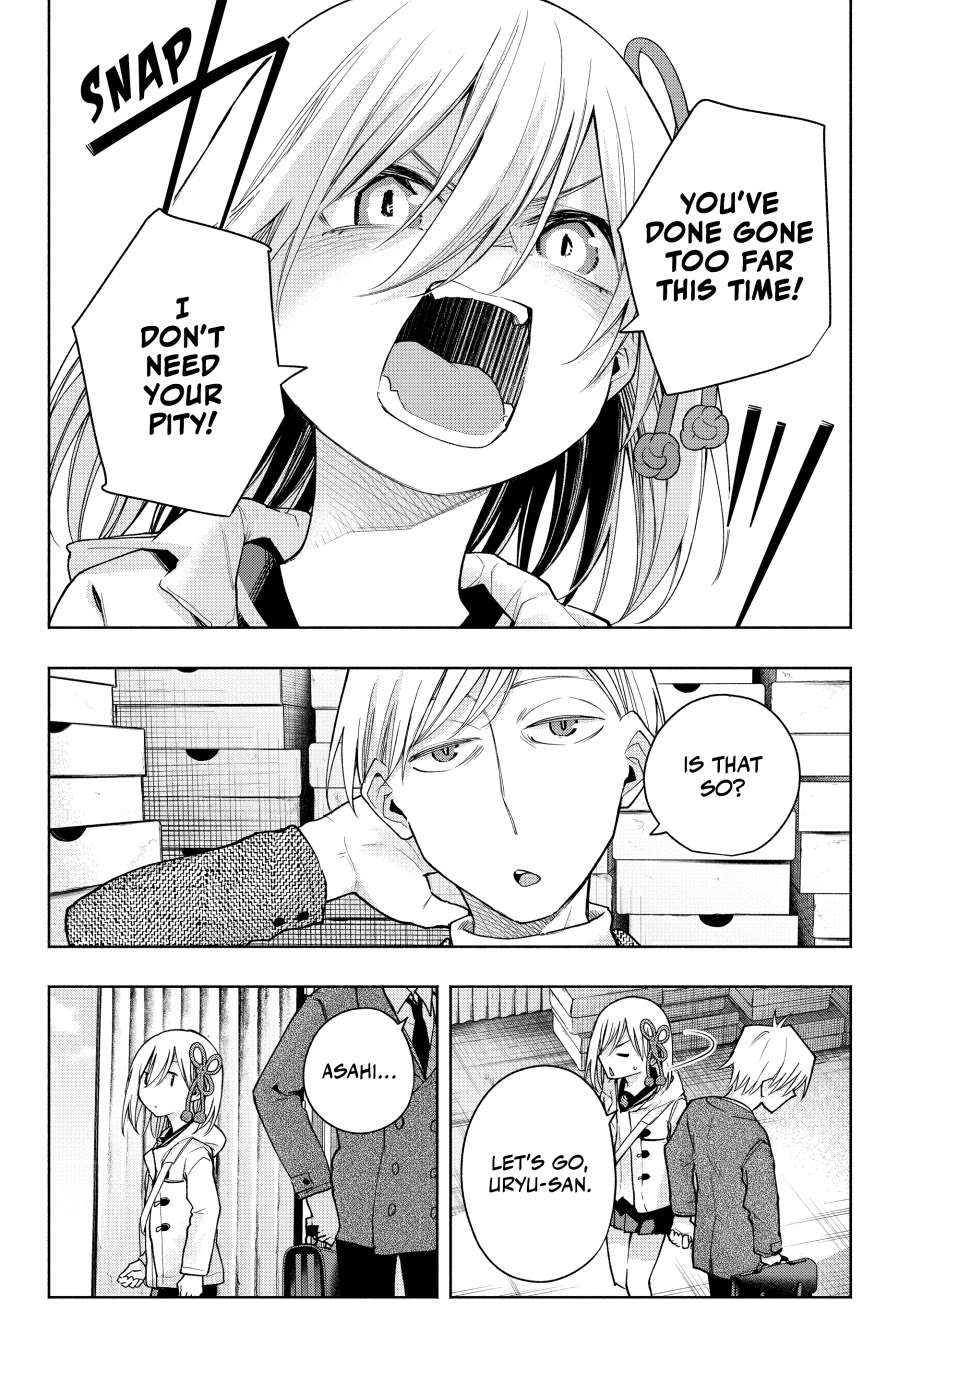 SNAP
YOU'VE
DONE GONE
TOO FAR
THIS TIME!
I
DON'T
NEED
YOUR
PITY!
IS THAT
SO?
LET'S GO,
URYU-SAN.
ASAHI...